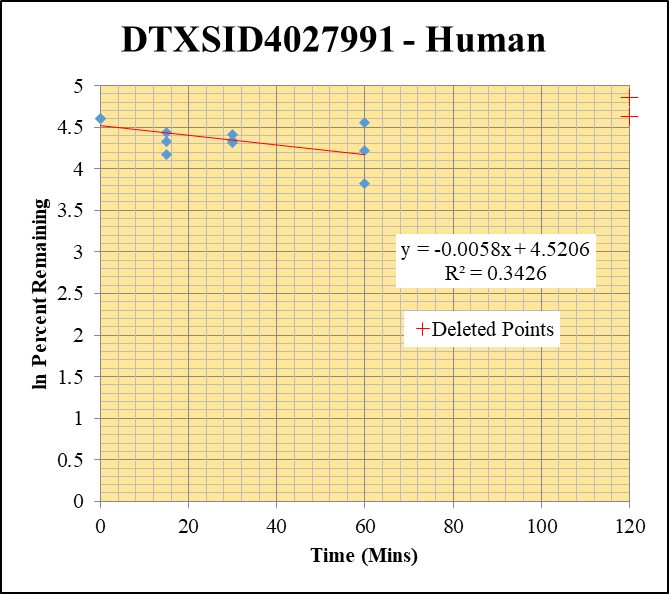 DTXSID4027991 - Human
5
4.5
4
3.5
3
2.5
2
1.5
1
0.5
0
ln Percent Remaining
y = -0.0058x + 4.5206
R² = 0.3426
Deleted Points
0 20 40 60 80 100 120
Time (Mins)